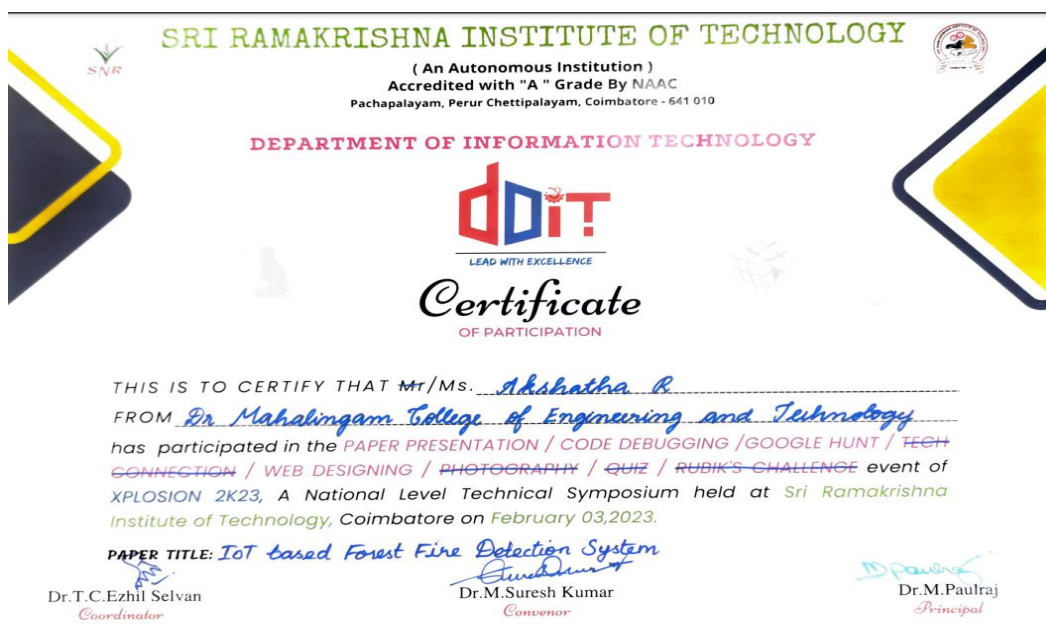 SRI RAMAKRISHNA INSTITUTE OF TECHNOLOGY
SNR
( An Autonomous Institution )
Accredited with "A " Grade By NAAC
Pachapalayam, Perur Chettipalayam, Coimbatore - 641 010
DEPARTMENT OF INFORMATION TECHNOLOGY
DOiT
LEAD WITH EXCELLENCE
Certificate
OF PARTICIPATION
THIS IS TO CERTIFY THAT Mr/Ms. Akshatha R
FROM Dr Mahalingam College of Engineering and Technology
has participated in the PAPER PRESENTATION / CODE DEBUGGING /GOOGLE HUNT / TECH
CONNECTION / WEB DESIGNING / PHOTOGRAPHY / QUIZ / RUBIK'S CHALLENGE event of
XPLOSION 2K23, A National Level Technical Symposium held at Sri Ramakrishna
Institute of Technology, Coimbatore on February 03,2023.
PAPER TITLE: IoT based Forest Fire Detection System
Dr.T.C.Ezhil Selvan Dr.M.Suresh Kumar Dr.M.Paulraj
Coordinator Convenor Principal